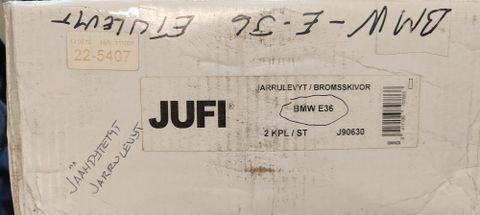 BMW - E-36 ETULEVYT
22-5407
JARRULEVYT / BROMSSKIVOR
JUFI®
BMW E36
2 KPL / ST J90630
JÄÄHDYTETYT
JARRULEVYT